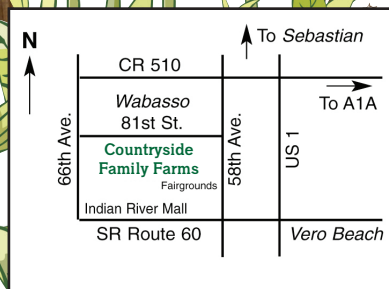 N
To Sebastian
CR 510
To A1A
Wabasso
81st St.
66th Ave.
Countryside
Family Farms
Fairgrounds
58th Ave.
US 1
Indian River Mall
SR Route 60
Vero Beach